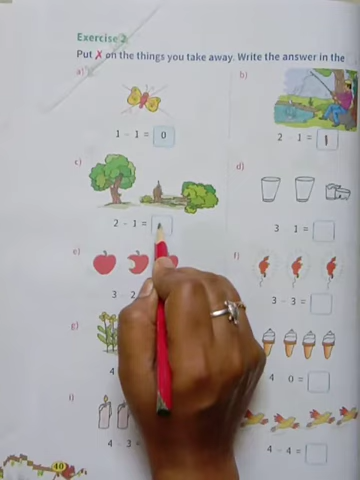 Exercise 2
Put ✗ on the things you take away. Write the answer in the
a)
b)
1 - 1 = 0
2 - 1 = 1
c)
d)
2 - 1 =
3 1 =
e)
f)
3 2
3 - 3 =
g)
4
4 0 =
i)
4 - 3 =
4 - 4 =
40